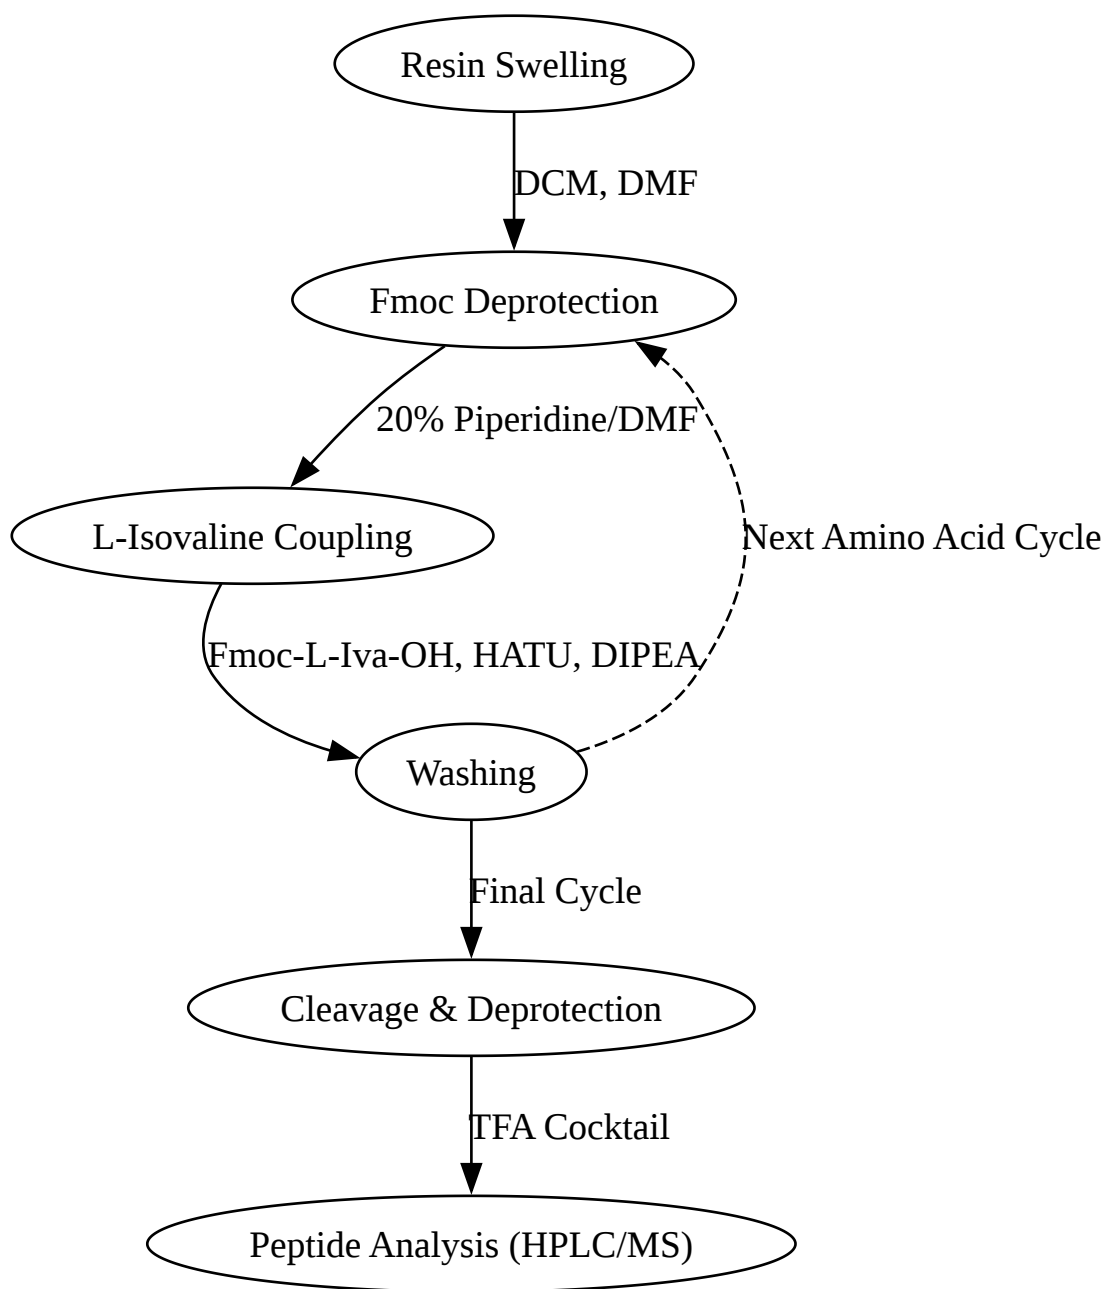 Resin Swelling
DCM, DMF
Fmoc Deprotection
20% Piperidine/DMF
L-Isovaline Coupling
Next Amino Acid Cycle
Fmoc-L-Iva-OH, HATU, DIPEA
Washing
Final Cycle
Cleavage & Deprotection
TFA Cocktail
Peptide Analysis (HPLC/MS)